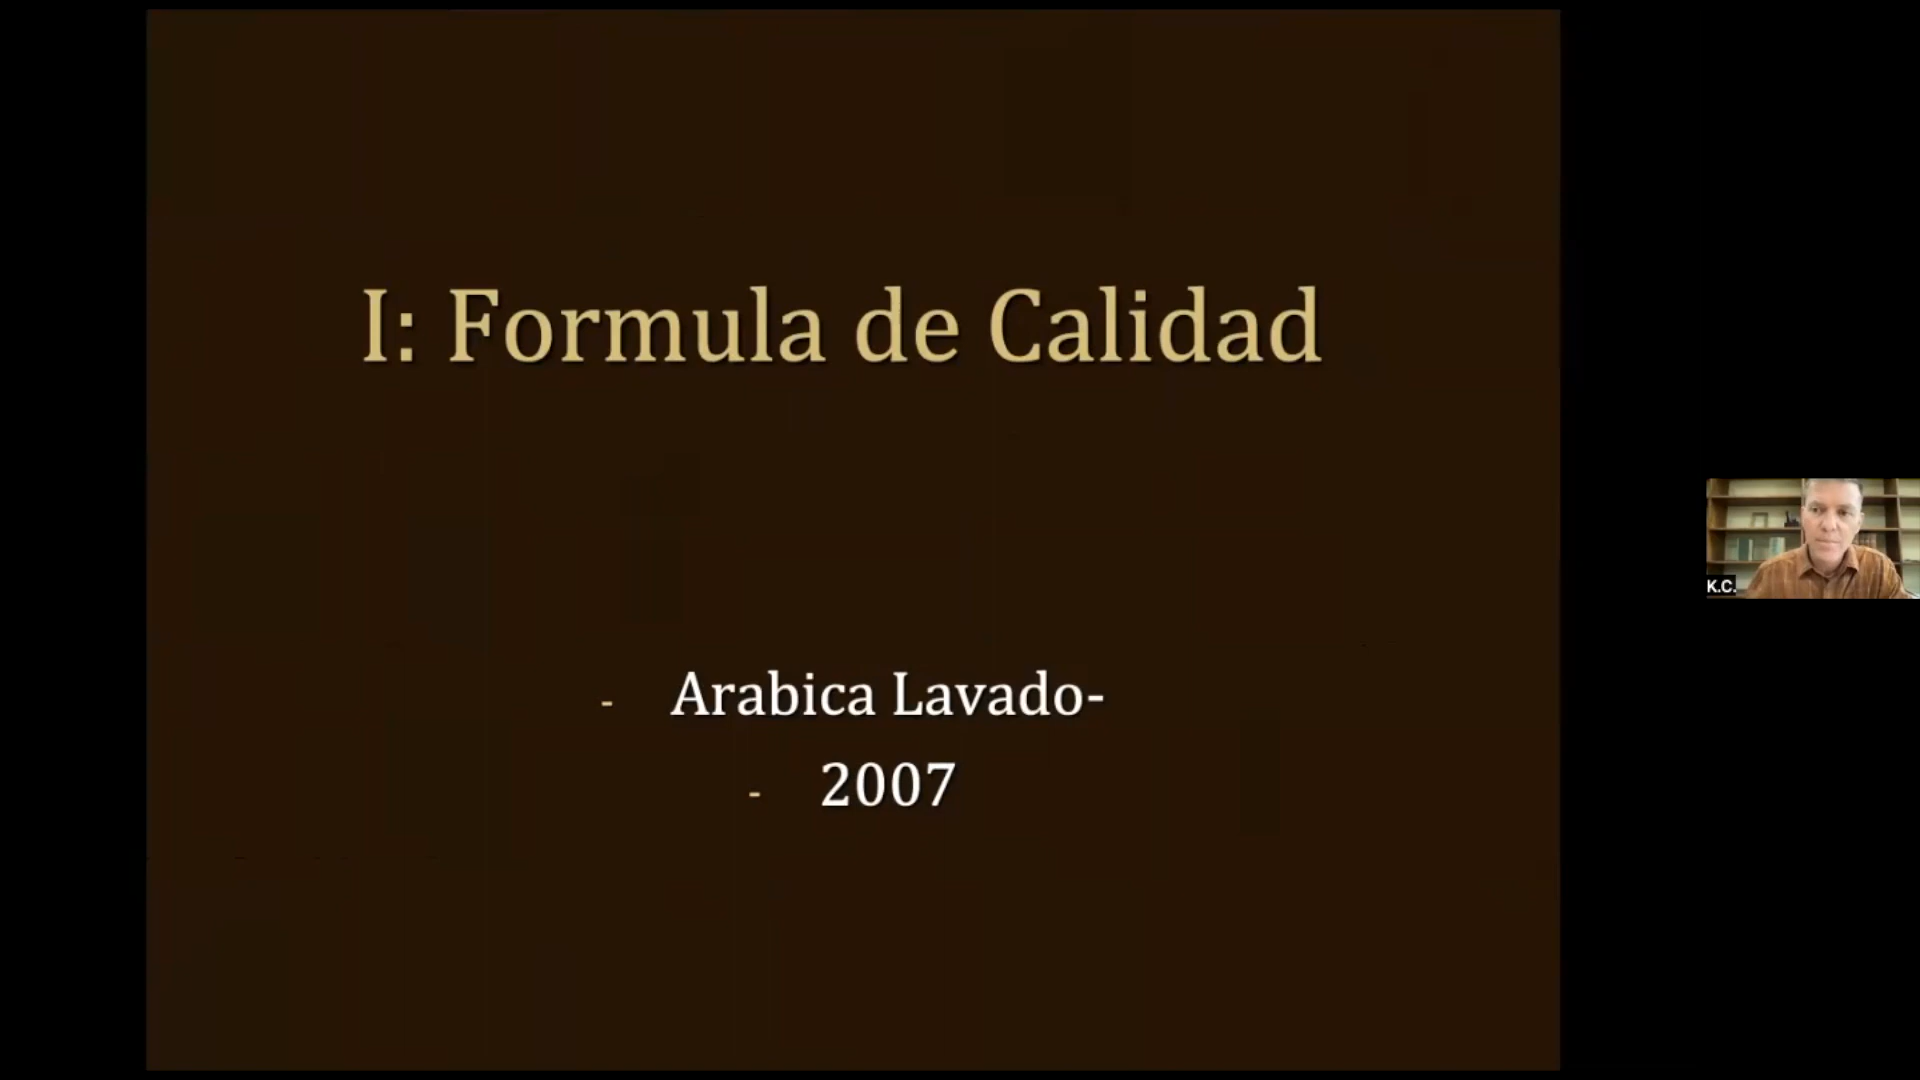 I: Formula de Calidad
- Arabica Lavado-
- 2007
K.C.